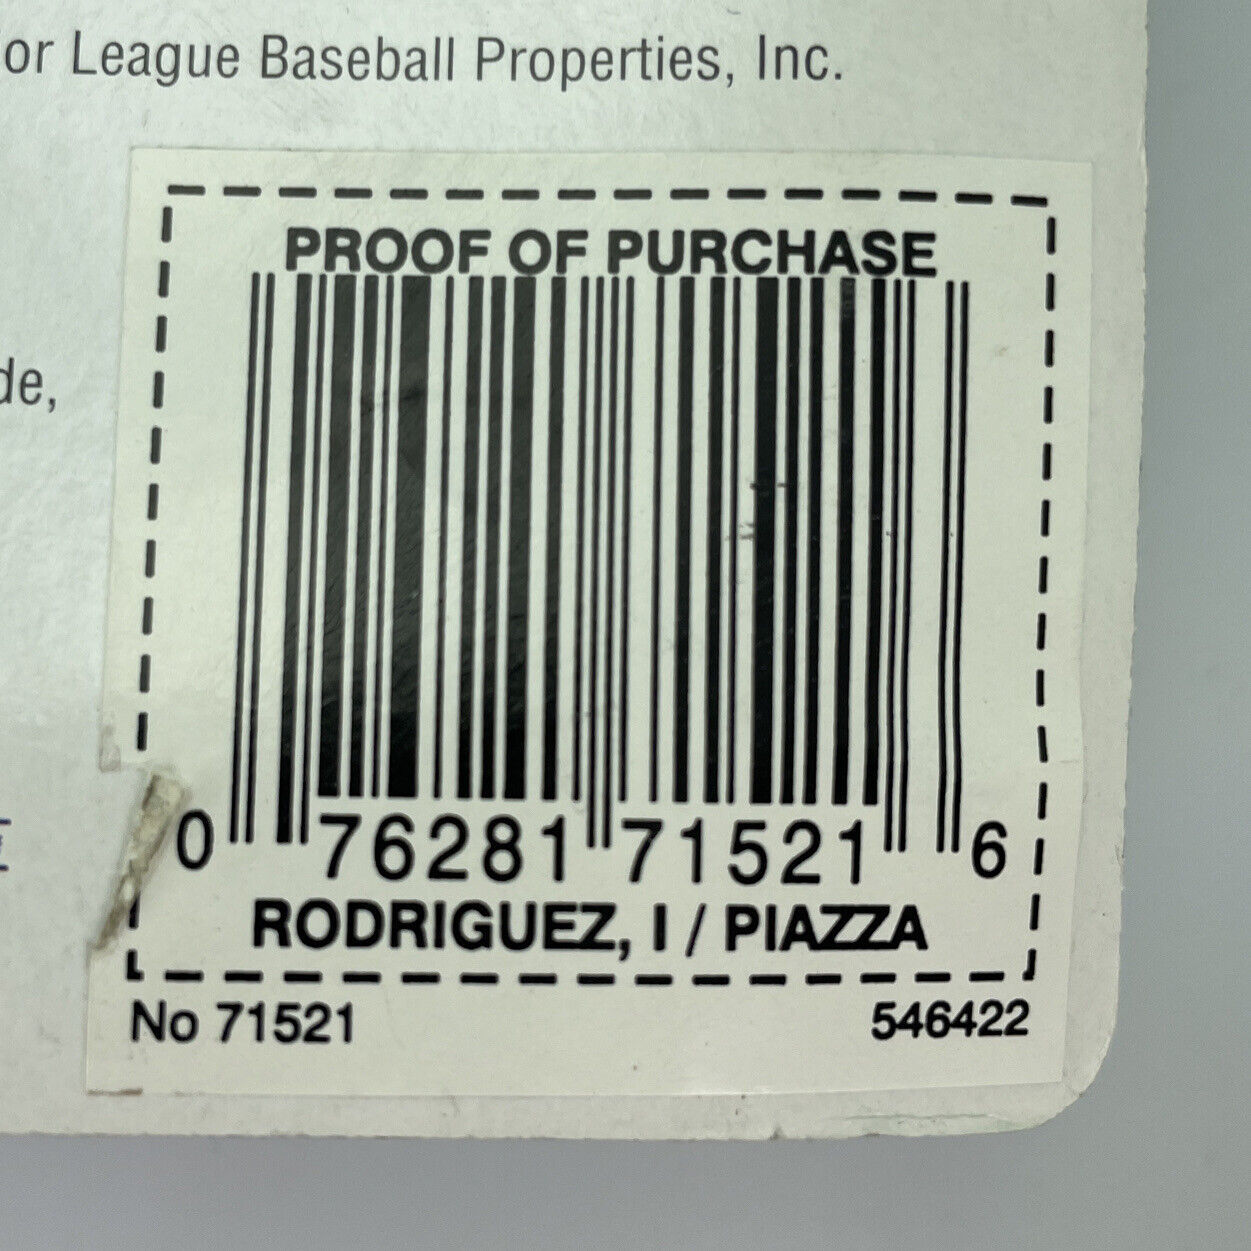 or League Baseball Properties, Inc.
de,
PROOF OF PURCHASE
0 76281 71521 6
RODRIGUEZ, I / PIAZZA
No 71521 546422